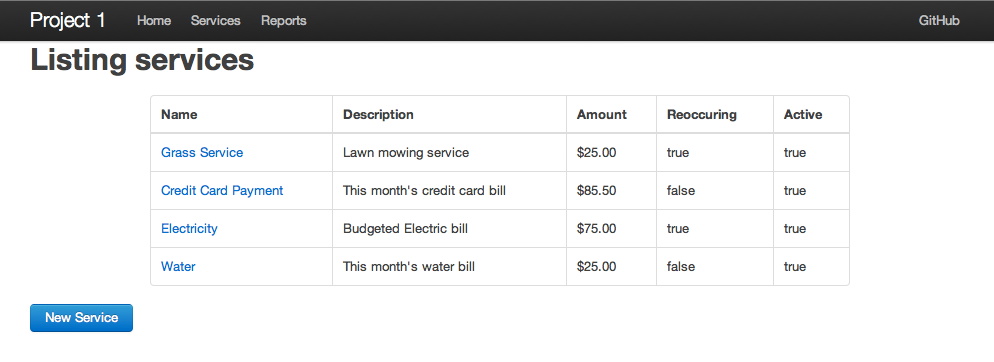 Project 1 Home Services Reports GitHub
Listing services
Name Description Amount Reoccuring Active
Grass Service Lawn mowing service $25.00 true true
Credit Card Payment This month's credit card bill $85.50 false true
Electricity Budgeted Electric bill $75.00 true true
Water This month's water bill $25.00 false true
New Service